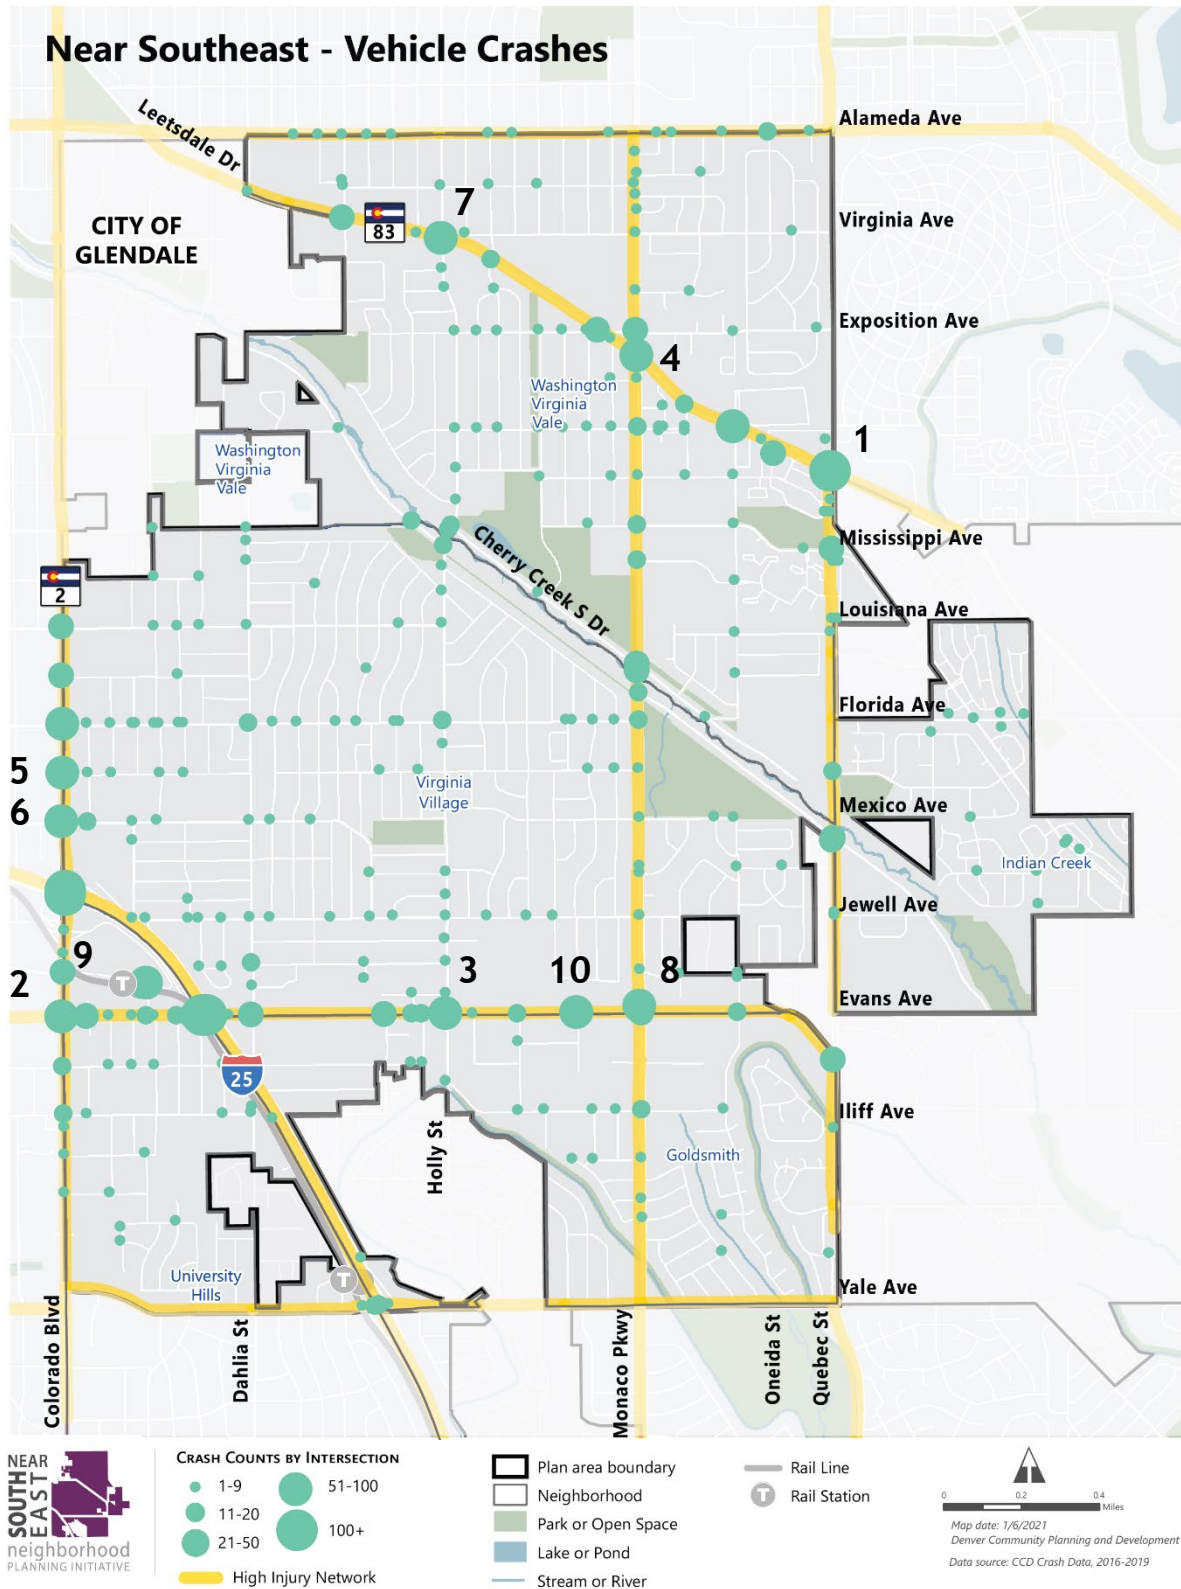 Near Southeast - Vehicle Crashes
Leetsdale Dr
Alameda Ave
CITY OF
GLENDALE
83
7
Virginia Ave
Exposition Ave
4
Washington
Virginia
Vale
1
Washington
Virginia
Vale
Cherry Creek S Dr
Mississippi Ave
2
Louisiana Ave
Florida Ave
5
6
Virginia
Village
Mexico Ave
Indian Creek
Jewell Ave
9
T
2
3
10
8
Evans Ave
25
Iliff Ave
Holly St
Goldsmith
University
Hills
T
Yale Ave
Colorado Blvd
Dahlia St
Monaco Pkwy
Oneida St
Quebec St
NEAR
SOUTH
EAST
neighborhood
PLANNING INITIATIVE
CRASH COUNTS BY INTERSECTION
1-9
11-20
21-50
51-100
100+
High Injury Network
Plan area boundary
Neighborhood
Park or Open Space
Lake or Pond
Stream or River
Rail Line
T Rail Station
0 0.2 0.4
Miles
Map date: 1/6/2021
Denver Community Planning and Development
Data source: CCD Crash Data, 2016-2019